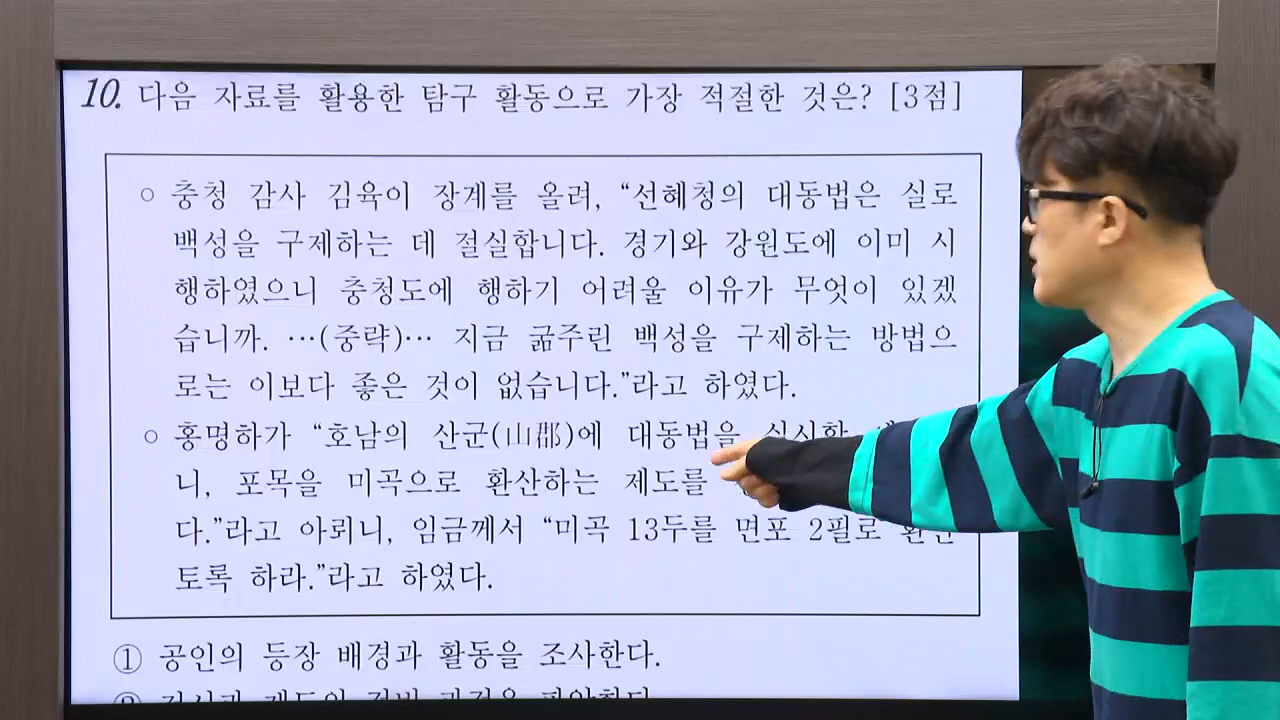 10. 다음 자료를 활용한 탐구 활동으로 가장 적절한 것은? [3점]
○ 충청 감사 김육이 장계를 올려, “선혜청의 대동법은 실로
백성을 구제하는 데 절실합니다. 경기와 강원도에 이미 시
행하였으니 충청도에 행하기 어려울 이유가 무엇이 있겠
습니까. …(중략)… 지금 굶주린 백성을 구제하는 방법으
로는 이보다 좋은 것이 없습니다.”라고 하였다.
○ 홍명하가 “호남의 산군(山郡)에 대동법을
니, 포목을 미곡으로 환산하는 제도를
다.”라고 아뢰니, 임금께서 “미곡 13두를 면포 2필로
토록 하라.”라고 하였다.
① 공인의 등장 배경과 활동을 조사한다.